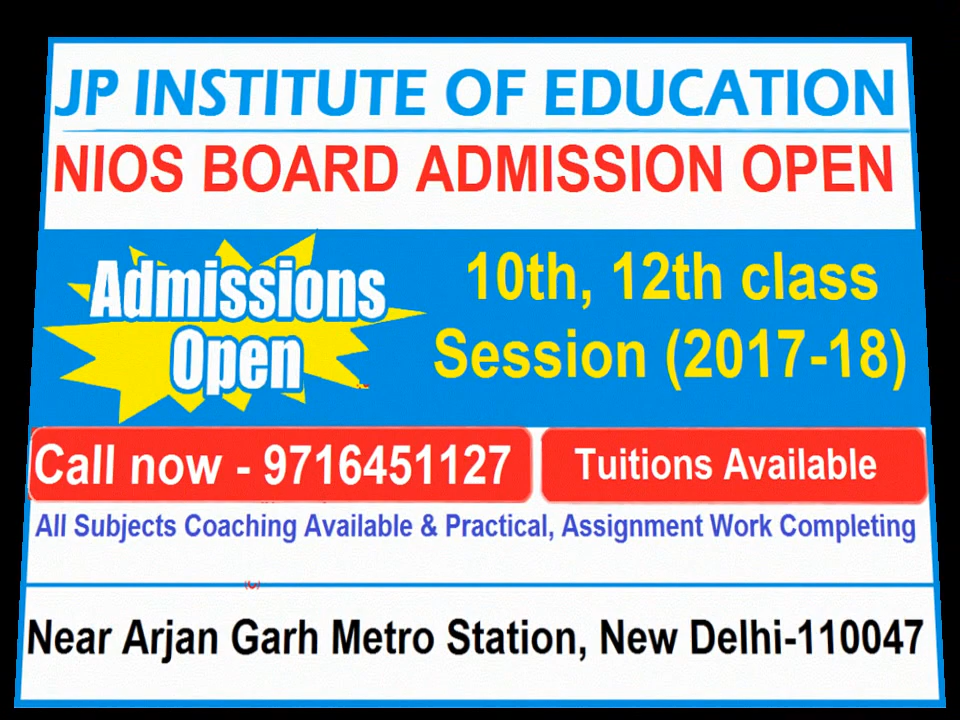 JP INSTITUTE OF EDUCATION
NIOS BOARD ADMISSION OPEN
Admissions
Open
10th, 12th class
Session (2017-18)
Call now - 9716451127
Tuitions Available
All Subjects Coaching Available & Practical, Assignment Work Completing
Near Arjan Garh Metro Station, New Delhi-110047